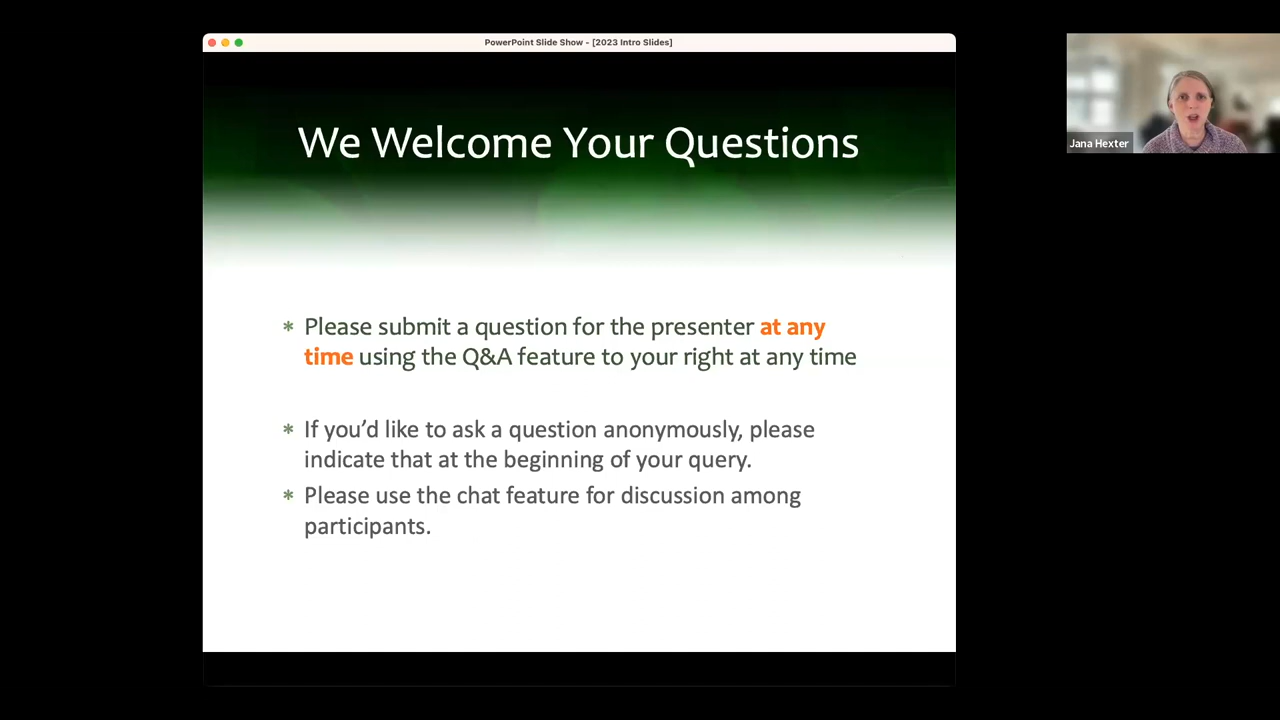 PowerPoint Slide Show - [2023 Intro Slides]
We Welcome Your Questions
Jana Hexter
* Please submit a question for the presenter at any
time using the Q&A feature to your right at any time
* If you’d like to ask a question anonymously, please
indicate that at the beginning of your query.
* Please use the chat feature for discussion among
participants.